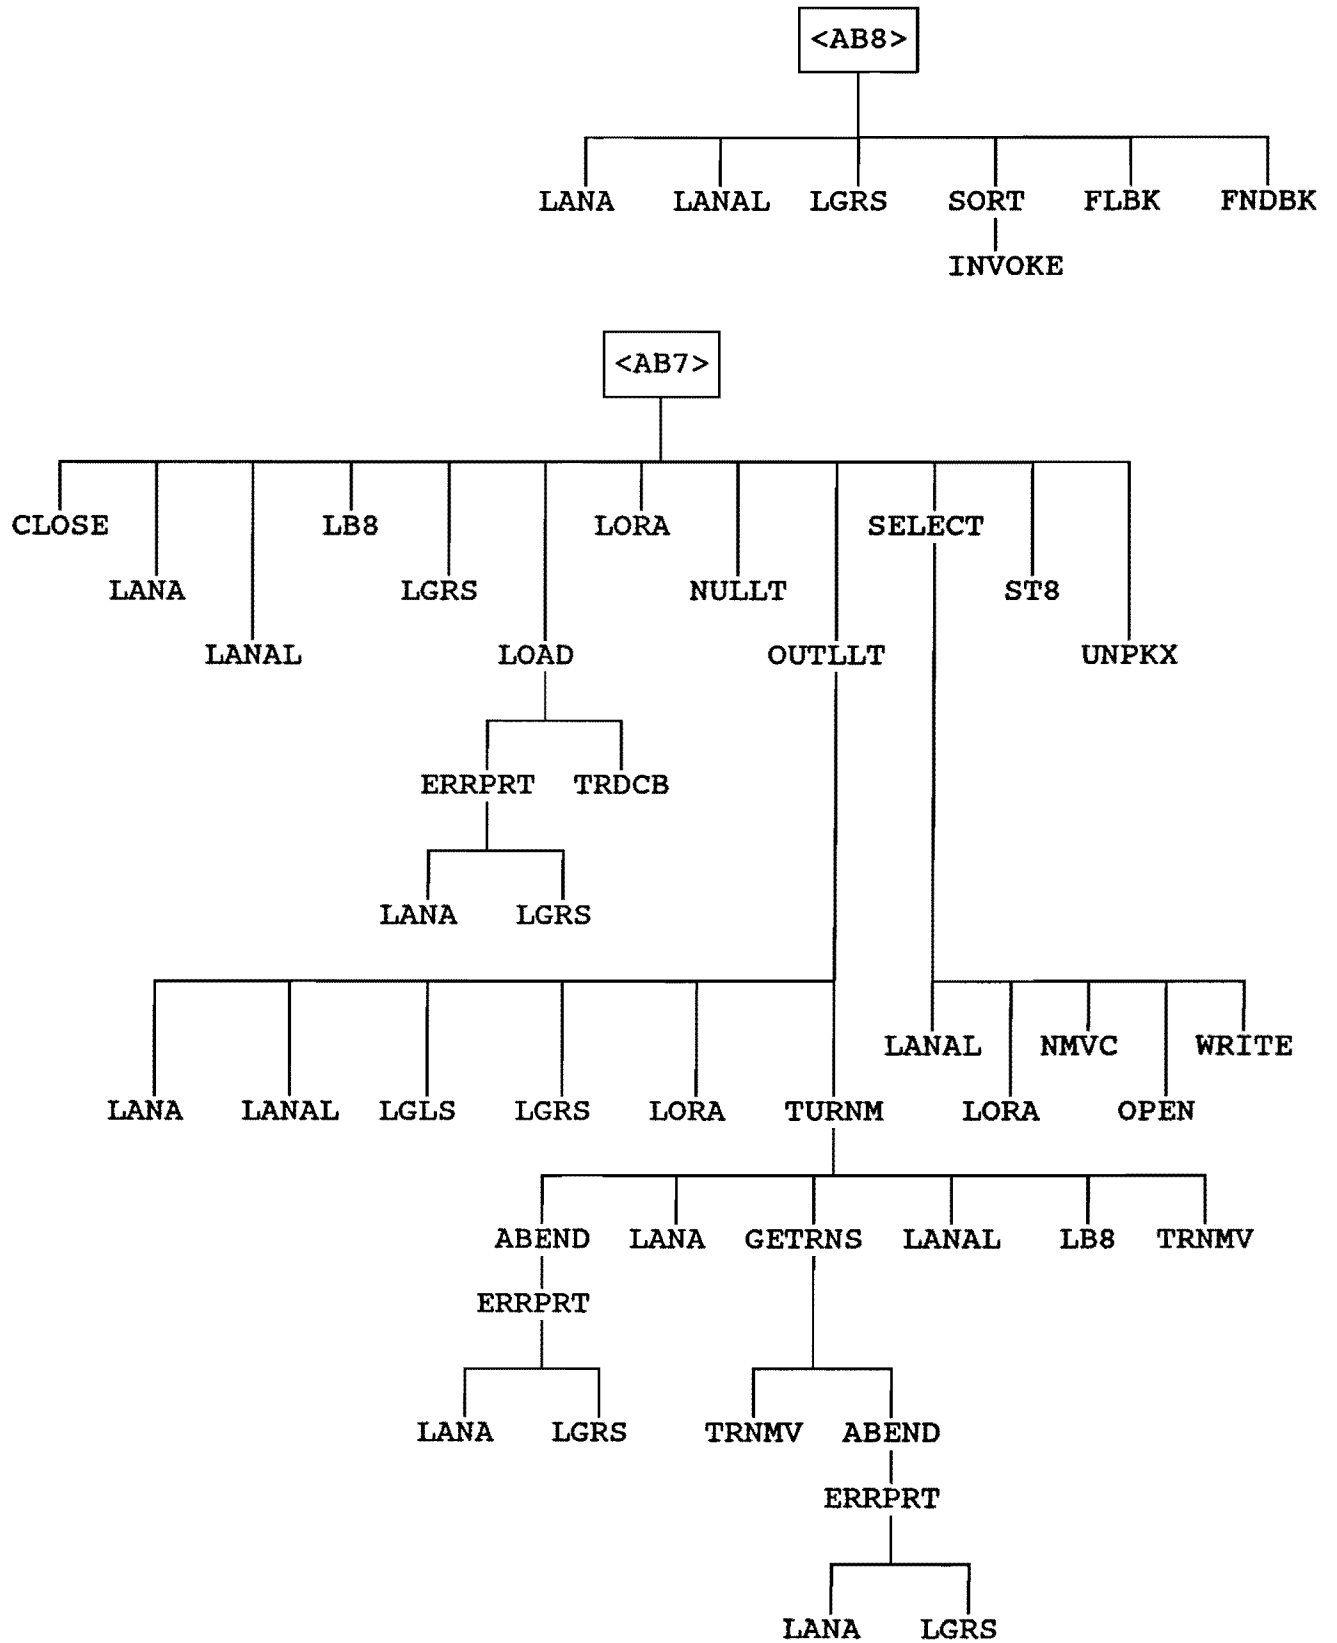 <AB8>
LANA LANAL LGRS SORT FLBK FNDBK
INVOKE
<AB7>
CLOSE LB8 LORA SELECT
LANA LGRS NULLT ST8
LANAL LOAD OUTLLT UNPKX
ERRPRT TRDCB
LANA LGRS
LANAL NMVC WRITE
LANA LANAL LGLS LGRS LORA TURNM LORA OPEN
ABEND LANA GETRNS LANAL LB8 TRNMV
ERRPRT
LANA LGRS TRNMV ABEND
ERRPRT
LANA LGRS